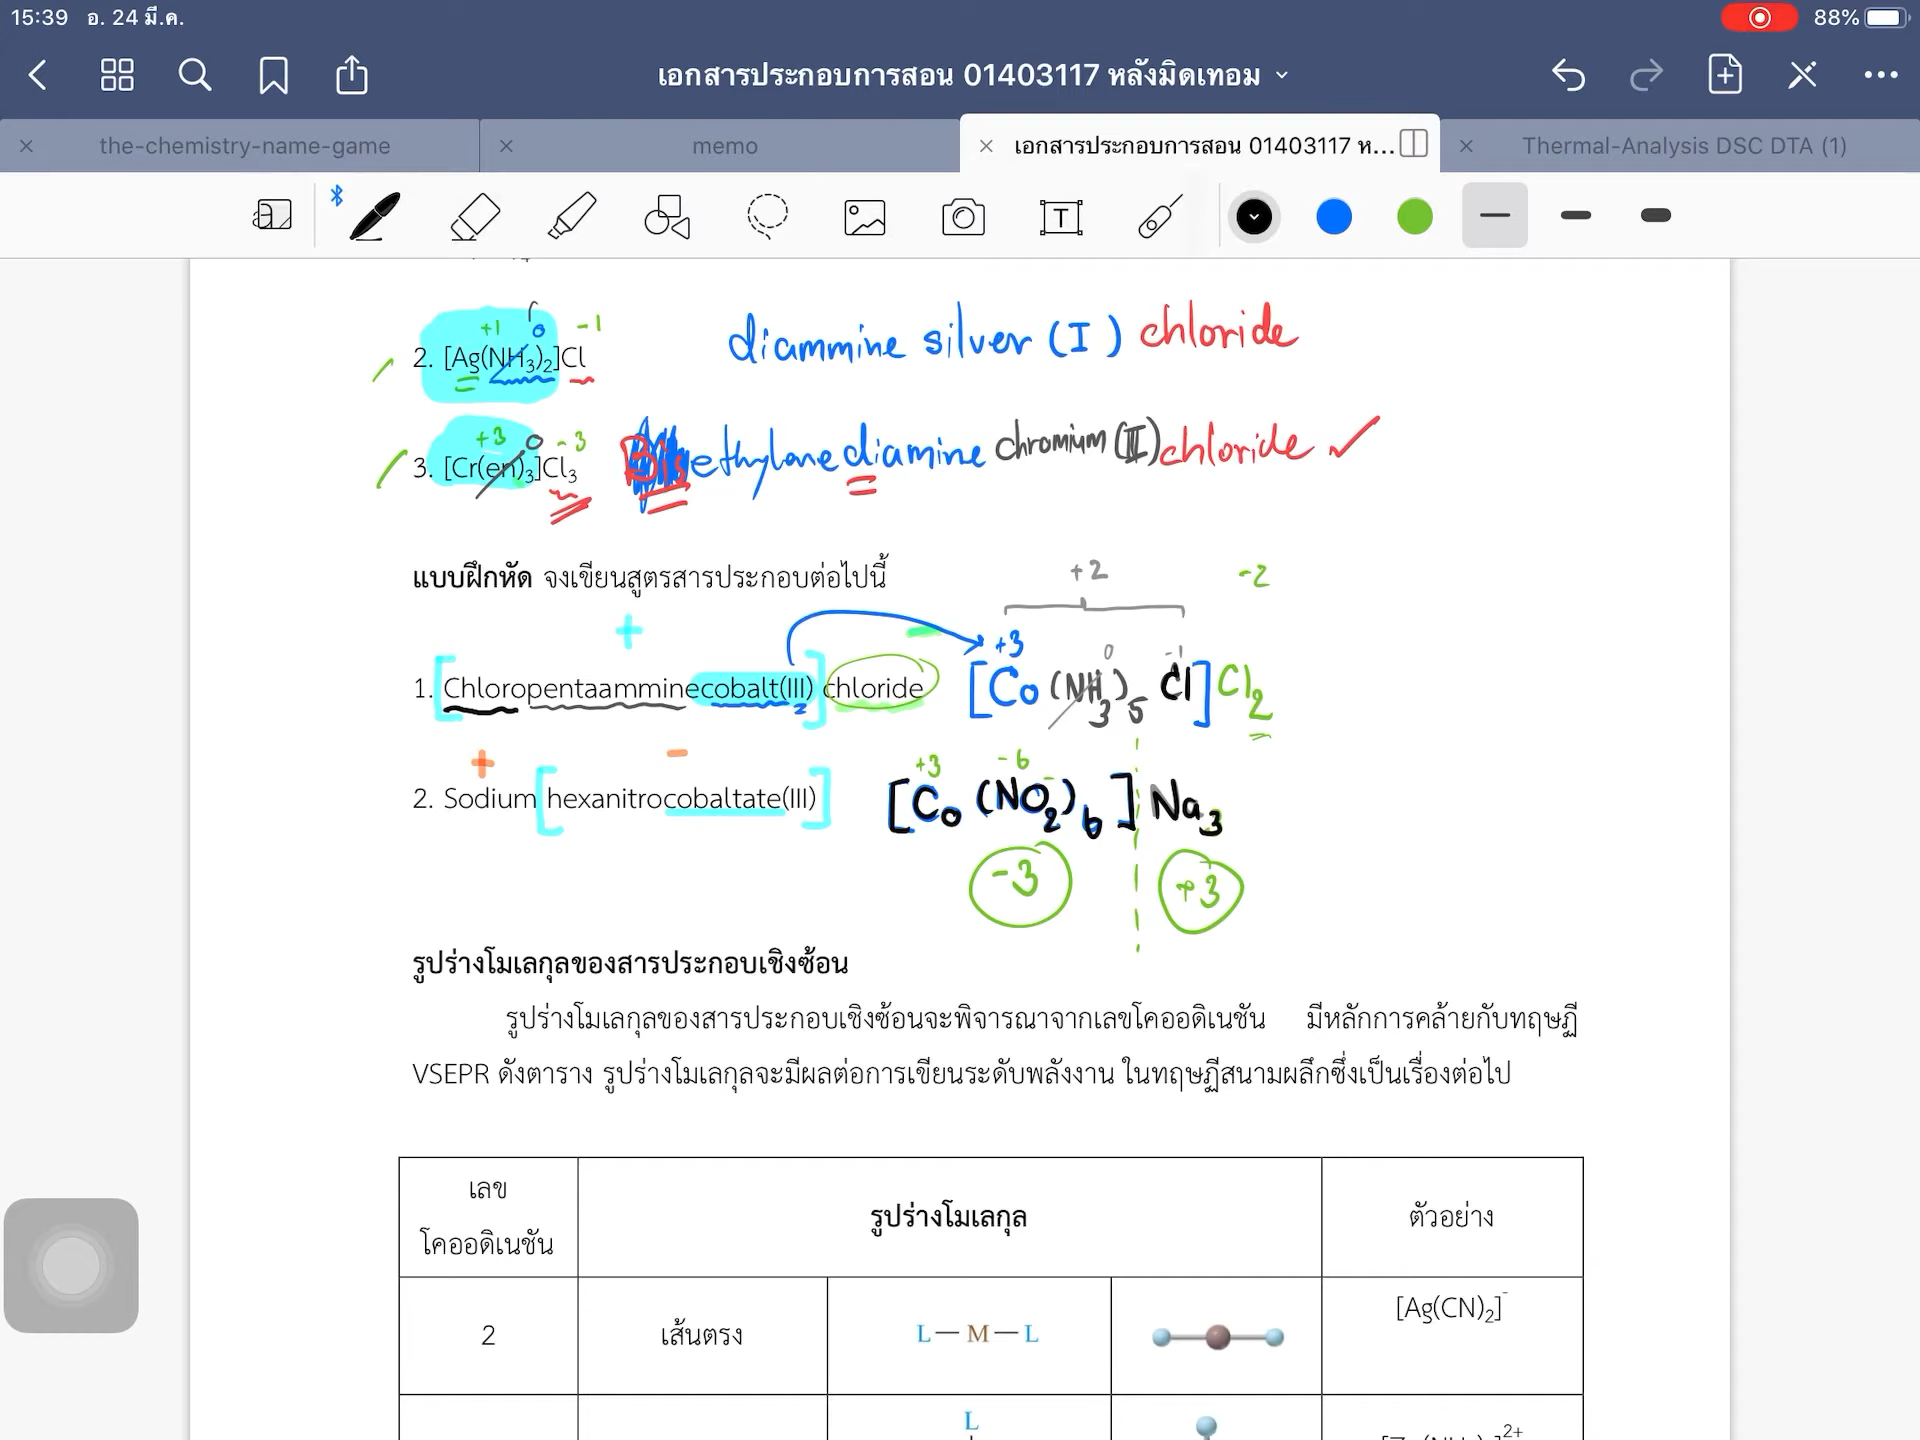 15:39 อ. 24 มี.ค. 88%
เอกสารประกอบการสอน 01403117 หลังมิดเทอม
the-chemistry-name-game memo เอกสารประกอบการสอน 01403117 ห... Thermal-Analysis DSC DTA (1)
+1 0 -1
2. [Ag(NH₃)₂]Cl diammine silver (I) chloride
+3 0 -3
3. [Cr(en)₃]Cl₃ Bis ethylene diamine chromium (III) chloride ✓
แบบฝึกหัด จงเขียนสูตรสารประกอบต่อไปนี้ +2 -2
+ − +3 0 -1
1. [Chloropentaamminecobalt(III)] chloride [Co(NH₃)₅Cl]Cl₂
+ − +3 -6
2. Sodium [hexanitrocobaltate(III)] [Co(NO₂⁻)₆]Na₃
-3 +3
รูปร่างโมเลกุลของสารประกอบเชิงซ้อน
รูปร่างโมเลกุลของสารประกอบเชิงซ้อนจะพิจารณาจากเลขโคออดิเนชัน มีหลักการคล้ายกับทฤษฎี
VSEPR ดังตาราง รูปร่างโมเลกุลจะมีผลต่อการเขียนระดับพลังงาน ในทฤษฎีสนามผลึกซึ่งเป็นเรื่องต่อไป
เลข
โคออดิเนชัน รูปร่างโมเลกุล ตัวอย่าง
2 เส้นตรง L—M—L [Ag(CN)₂]⁻
L